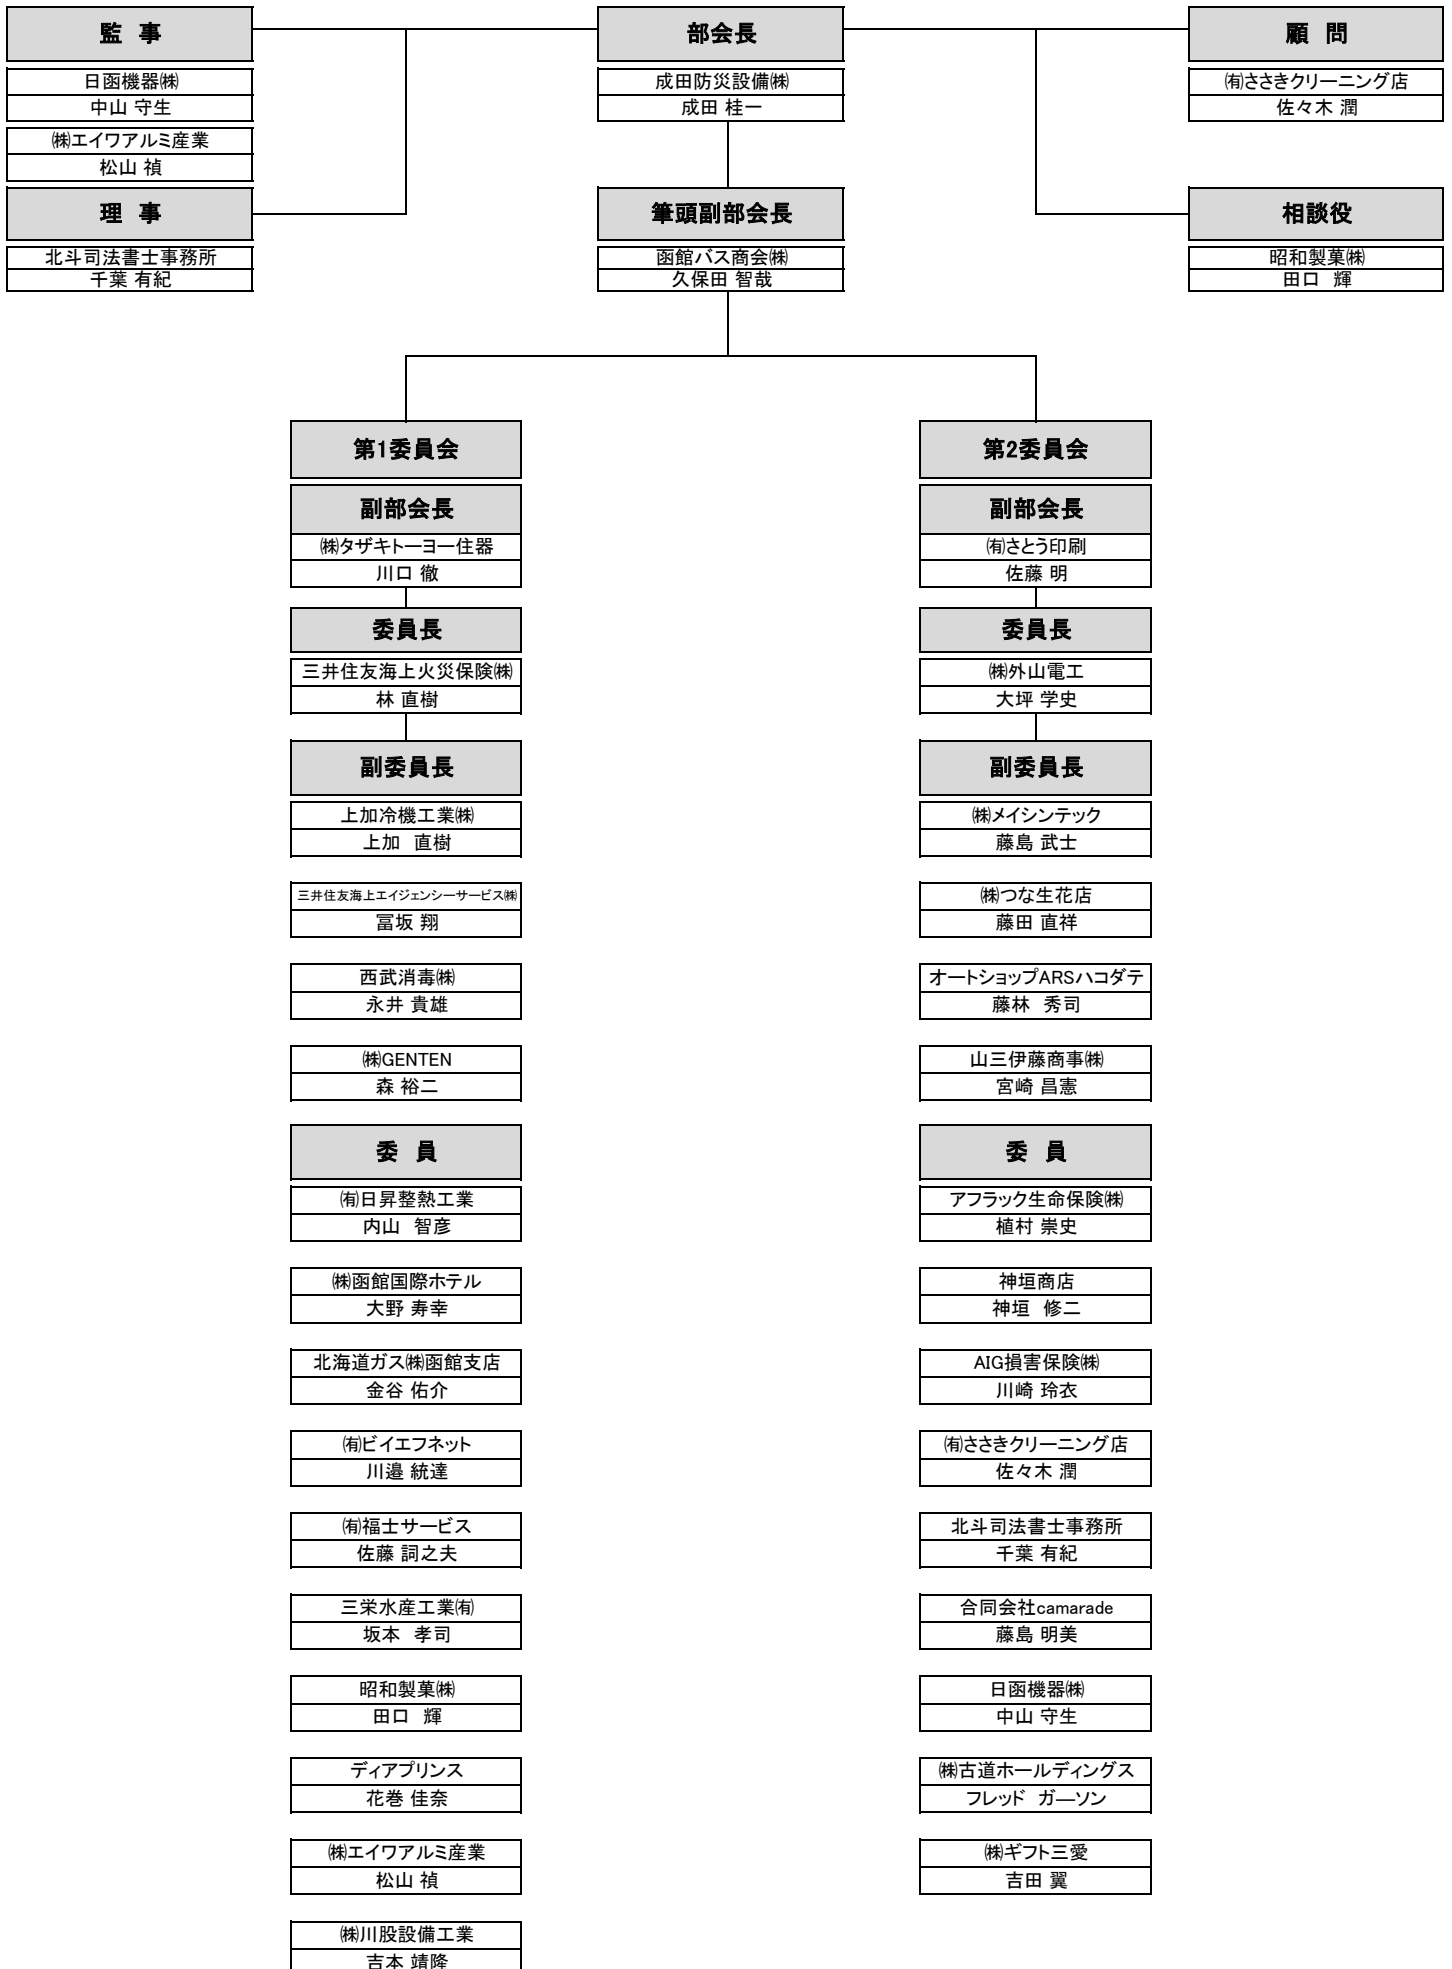 監 事
日函機器㈱
中山 守生
㈱エイワアルミ産業
松山 禎
理 事
北斗司法書士事務所
千葉 有紀
部会長
成田防災設備㈱
成田 桂一
筆頭副部会長
函館バス商会㈱
久保田 智哉
顧 問
㈲ささきクリーニング店
佐々木 潤
相談役
昭和製菓㈱
田口 輝
第1委員会
副部会長
㈱タザキトーヨー住器
川口 徹
委員長
三井住友海上火災保険㈱
林 直樹
副委員長
上加冷機工業㈱
上加 直樹
三井住友海上エイジェンシーサービス㈱
冨坂 翔
西武消毒㈱
永井 貴雄
㈱GENTEN
森 裕二
委 員
㈲日昇整熱工業
内山 智彦
㈱函館国際ホテル
大野 寿幸
北海道ガス㈱函館支店
金谷 佑介
㈲ビイエフネット
川邉 統達
㈲福士サービス
佐藤 詞之夫
三栄水産工業㈲
坂本 孝司
昭和製菓㈱
田口 輝
ディアプリンス
花巻 佳奈
㈱エイワアルミ産業
松山 禎
㈱川股設備工業
吉本 靖隆
第2委員会
副部会長
㈲さとう印刷
佐藤 明
委員長
㈱外山電工
大坪 学史
副委員長
㈱メイシンテック
藤島 武士
㈱つな生花店
藤田 直祥
オートショップARSハコダテ
藤林 秀司
山三伊藤商事㈱
宮崎 昌憲
委 員
アフラック生命保険㈱
植村 崇史
神垣商店
神垣 修二
AIG損害保険㈱
川崎 玲衣
㈲ささきクリーニング店
佐々木 潤
北斗司法書士事務所
千葉 有紀
合同会社camarade
藤島 明美
日函機器㈱
中山 守生
㈱古道ホールディングス
フレッド ガ―ソン
㈱ギフト三愛
吉田 翼